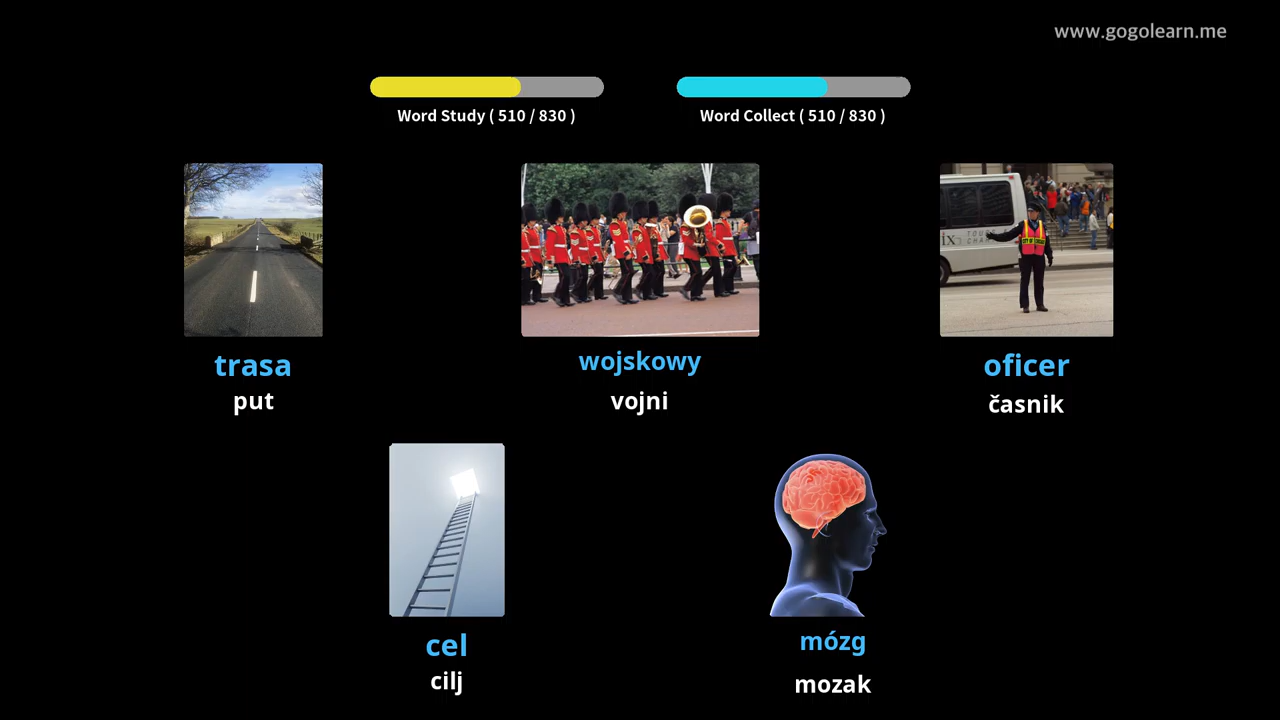 www.gogolearn.me
Word Study ( 510 / 830 )
Word Collect ( 510 / 830 )
trasa
put
wojskowy
vojni
oficer
časnik
cel
cilj
mózg
mozak